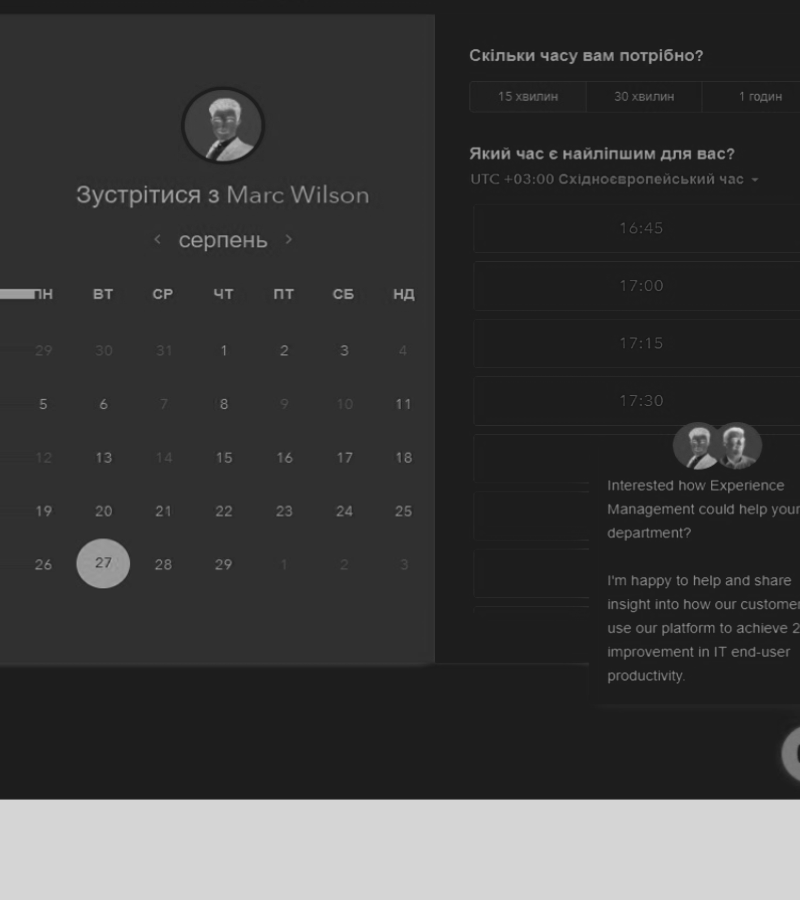 Зустрітися з Marc Wilson
серпень
ПН ВТ СР ЧТ ПТ СБ НД
29 30 31 1 2 3 4
5 6 7 8 9 10 11
12 13 14 15 16 17 18
19 20 21 22 23 24 25
26 27 28 29 1 2 3
Скільки часу вам потрібно?
15 хвилин 30 хвилин 1 годин
Який час є найліпшим для вас?
UTC +03:00 Східноєвропейський час
16:45
17:00
17:15
17:30
Interested how Experience
Management could help your
department?
I'm happy to help and share
insight into how our customer
use our platform to achieve 2
improvement in IT end-user
productivity.